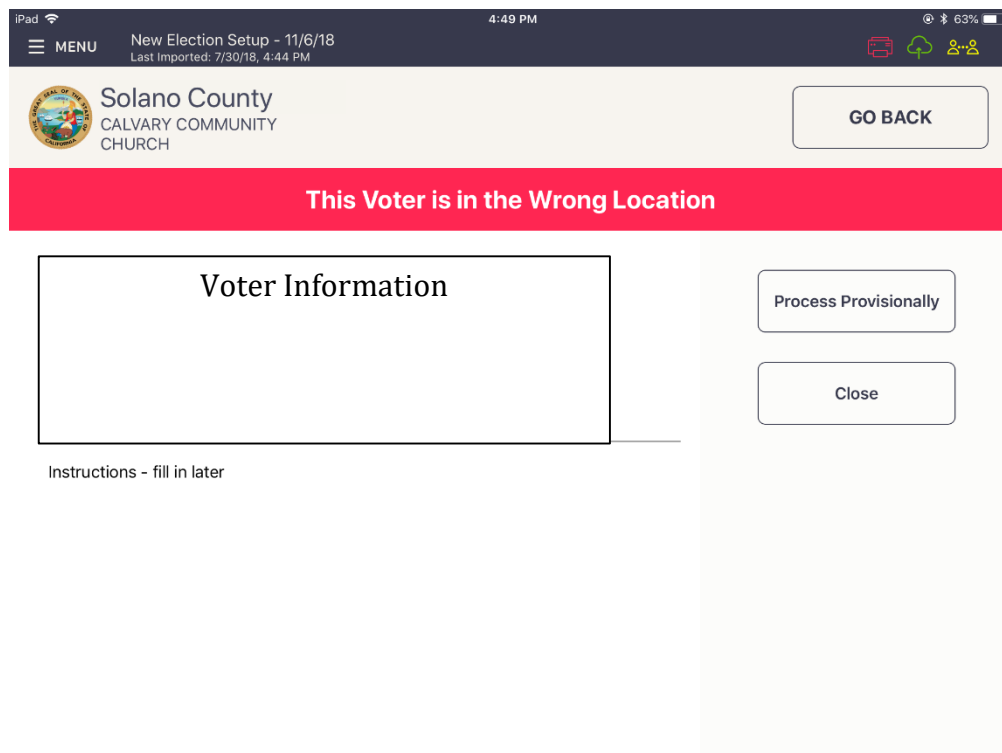 iPad
4:49 PM
63%
MENU
New Election Setup - 11/6/18
Last Imported: 7/30/18, 4:44 PM
Solano County
CALVARY COMMUNITY
CHURCH
GO BACK
This Voter is in the Wrong Location
Voter Information
Process Provisionally
Close
Instructions - fill in later